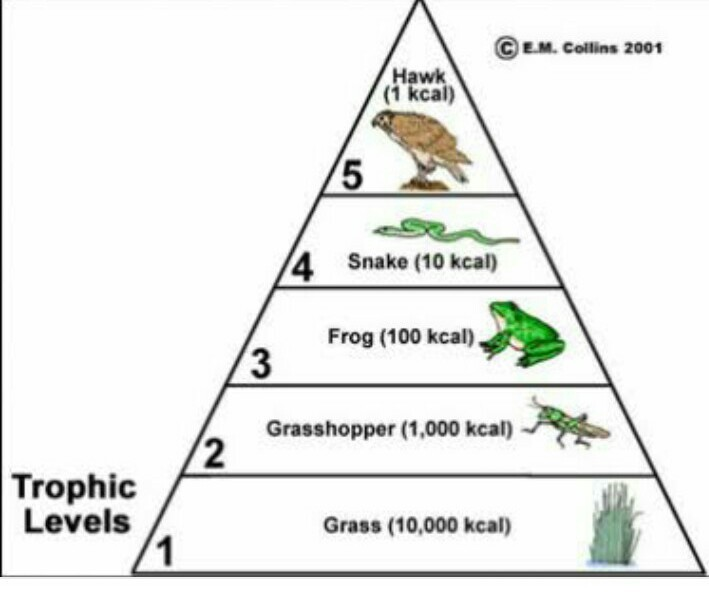 © E.M. Collins 2001
Hawk
(1 kcal)
5
4
Snake (10 kcal)
Frog (100 kcal)
3
Grasshopper (1,000 kcal)
2
Trophic
Levels
Grass (10,000 kcal)
1